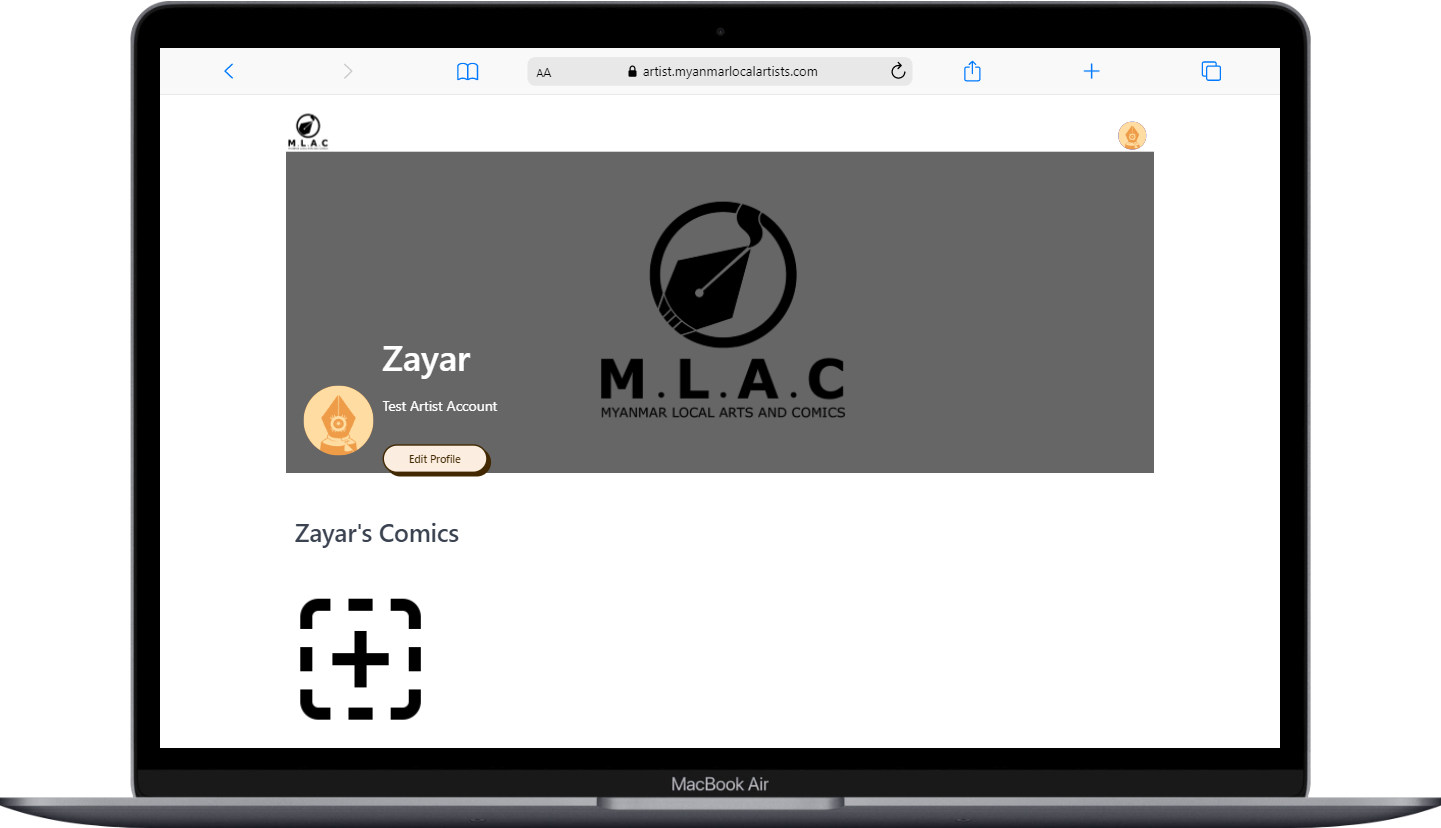 AA
artist.myanmarlocalartists.com
M.L.A.C
M.L.A.C
MYANMAR LOCAL ARTS AND COMICS
Zayar
Test Artist Account
Edit Profile
Zayar's Comics
MacBook Air